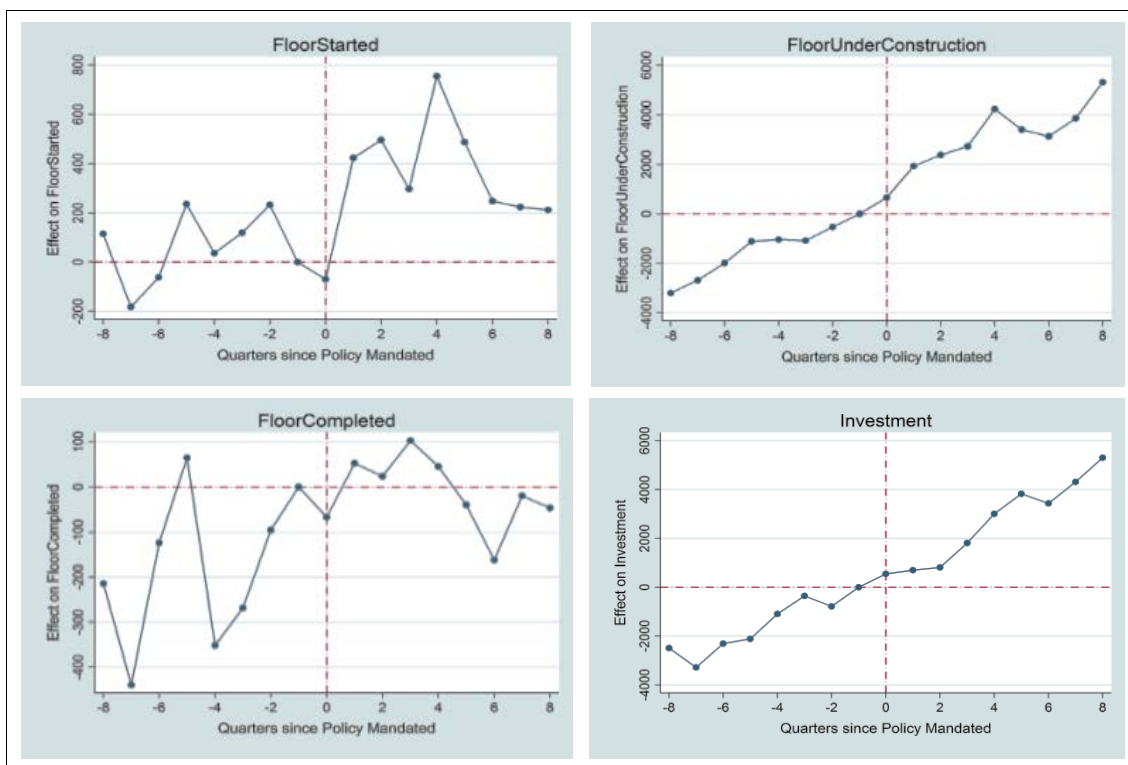 FloorStarted
Effect on FloorStarted
800
600
400
200
0
-200
-8 -6 -4 -2 0 2 4 6 8
Quarters since Policy Mandated
FloorUnderConstruction
Effect on FloorUnderConstruction
6000
4000
2000
0
-2000
-4000
-8 -6 -4 -2 0 2 4 6 8
Quarters since Policy Mandated
FloorCompleted
Effect on FloorCompleted
100
0
-100
-200
-300
-400
-8 -6 -4 -2 0 2 4 6 8
Quarters since Policy Mandated
Investment
Effect on Investment
6000
4000
2000
0
-2000
-4000
-8 -6 -4 -2 0 2 4 6 8
Quarters since Policy Mandated